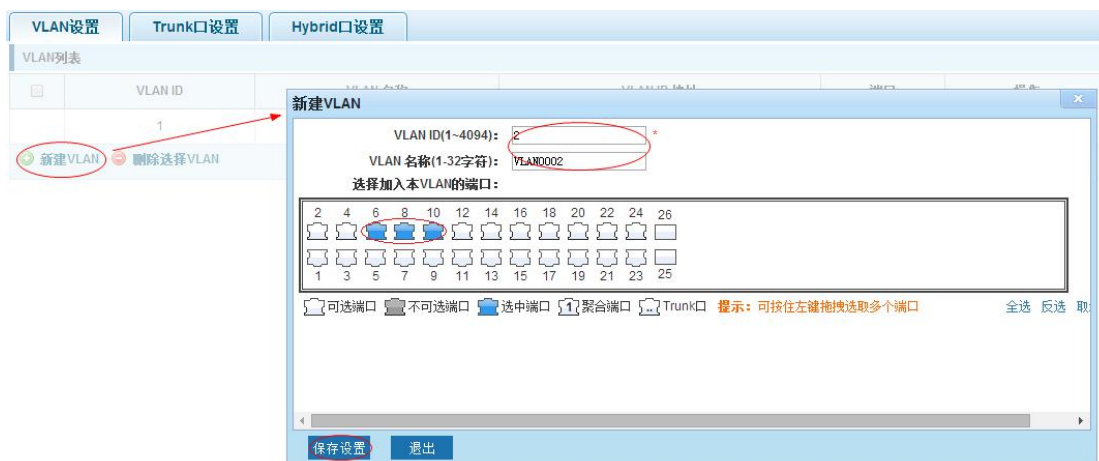 VLAN设置 Trunk口设置 Hybrid口设置
VLAN列表
VLAN ID 端口 操作
新建VLAN
1
VLAN ID(1~4094)： 2 *
VLAN 名称(1-32字符)： VLAN0002
新建VLAN 删除选择VLAN
选择加入本VLAN的端口：
2 4 6 8 10 12 14 16 18 20 22 24 26
1 3 5 7 9 11 13 15 17 19 21 23 25
可选端口 不可选端口 选中端口 1 聚合端口 Trunk口 提示：可按住左键拖拽选取多个端口 全选 反选 取
保存设置 退出